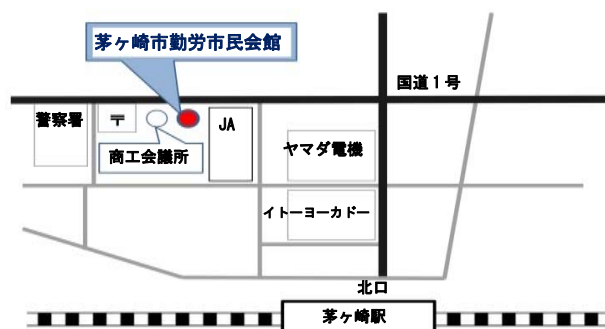 茅ヶ崎市勤労市民会館
国道１号
警察署
〒
JA
商工会議所
ヤマダ電機
イトーヨーカドー
北口
茅ヶ崎駅